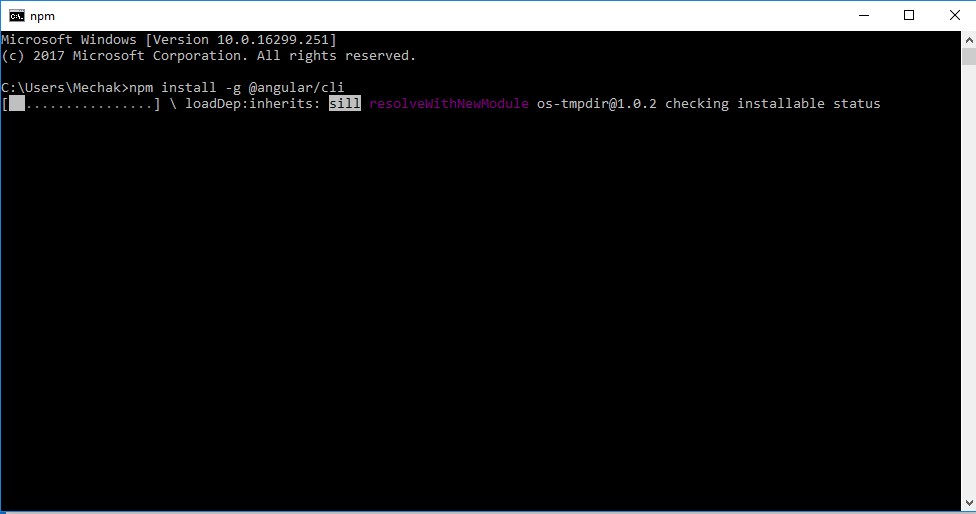 npm
Microsoft Windows [Version 10.0.16299.251]
(c) 2017 Microsoft Corporation. All rights reserved.
C:\Users\Mechak>npm install -g @angular/cli
[  ................] \ loadDep:inherits: sill resolveWithNewModule os-tmpdir@1.0.2 checking installable status